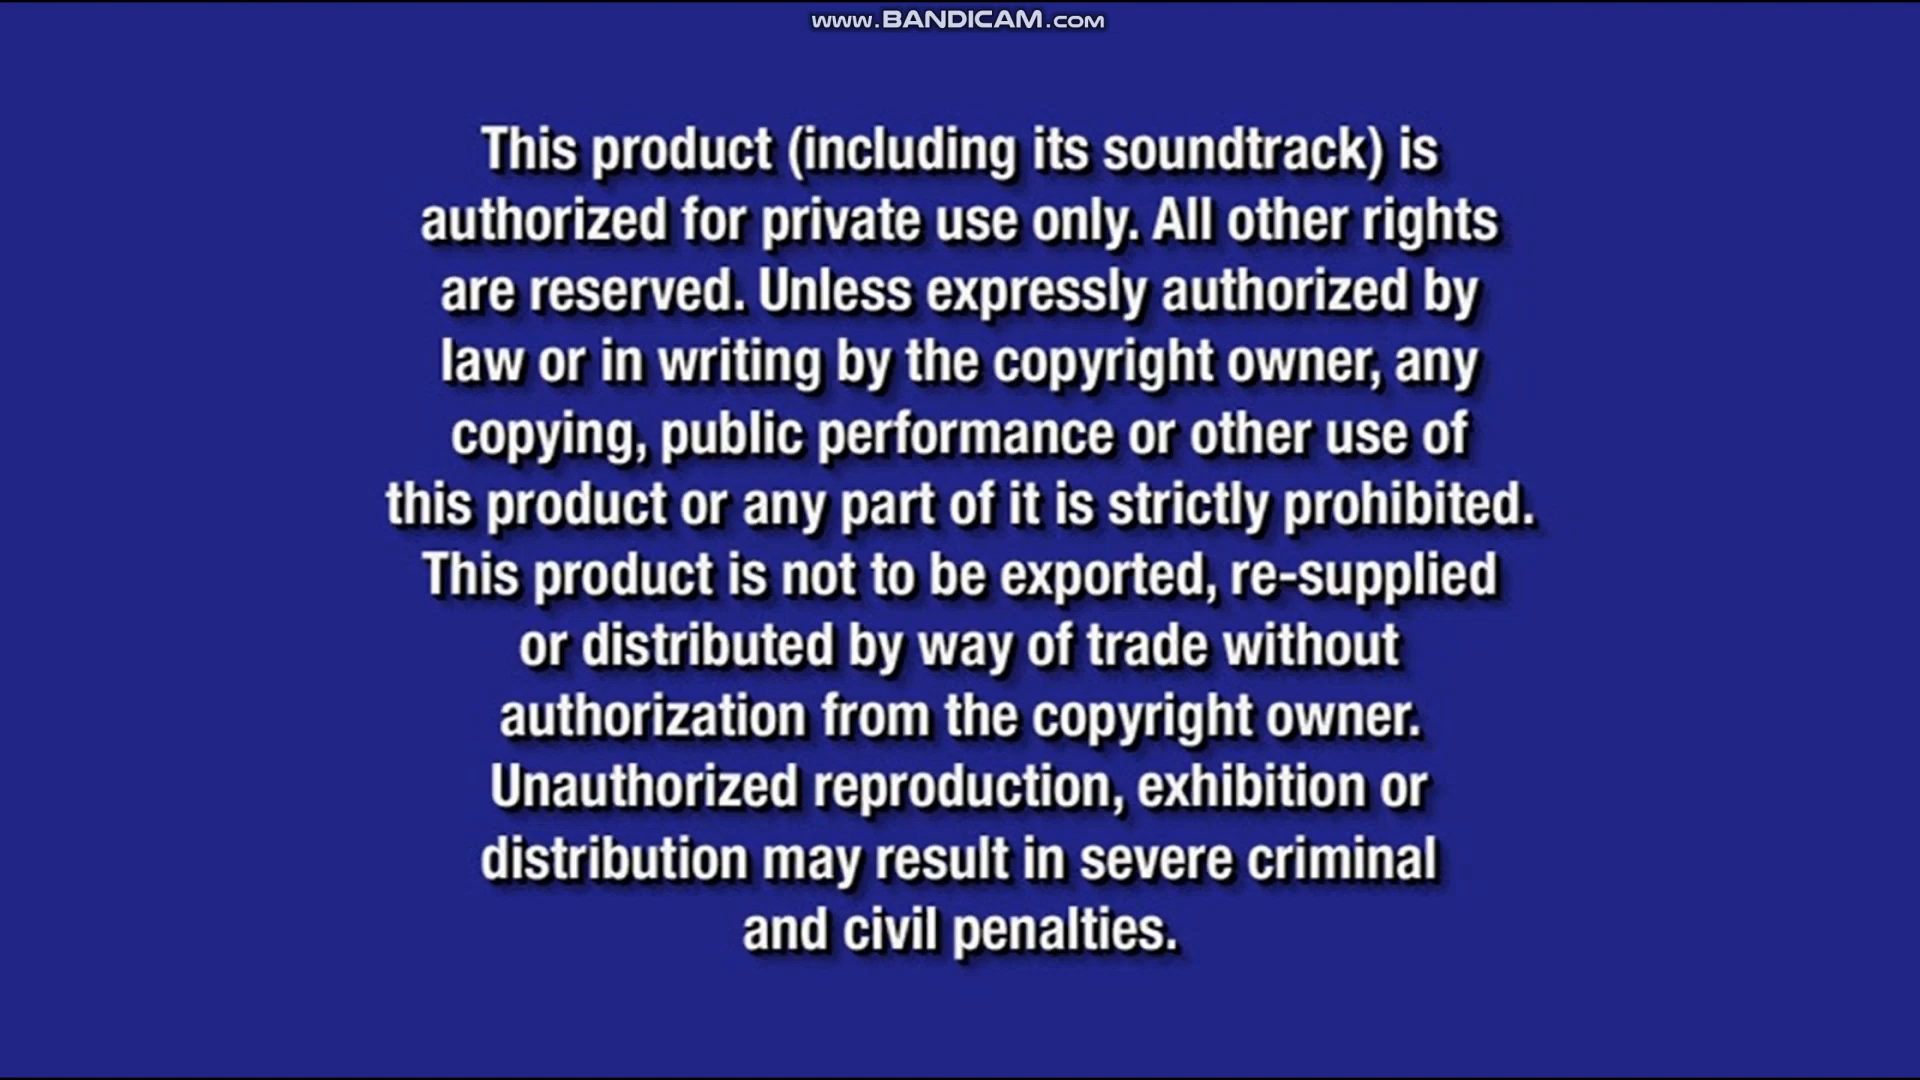 www.BANDICAM.com
This product (including its soundtrack) is
authorized for private use only. All other rights
are reserved. Unless expressly authorized by
law or in writing by the copyright owner, any
copying, public performance or other use of
this product or any part of it is strictly prohibited.
This product is not to be exported, re-supplied
or distributed by way of trade without
authorization from the copyright owner.
Unauthorized reproduction, exhibition or
distribution may result in severe criminal
and civil penalties.